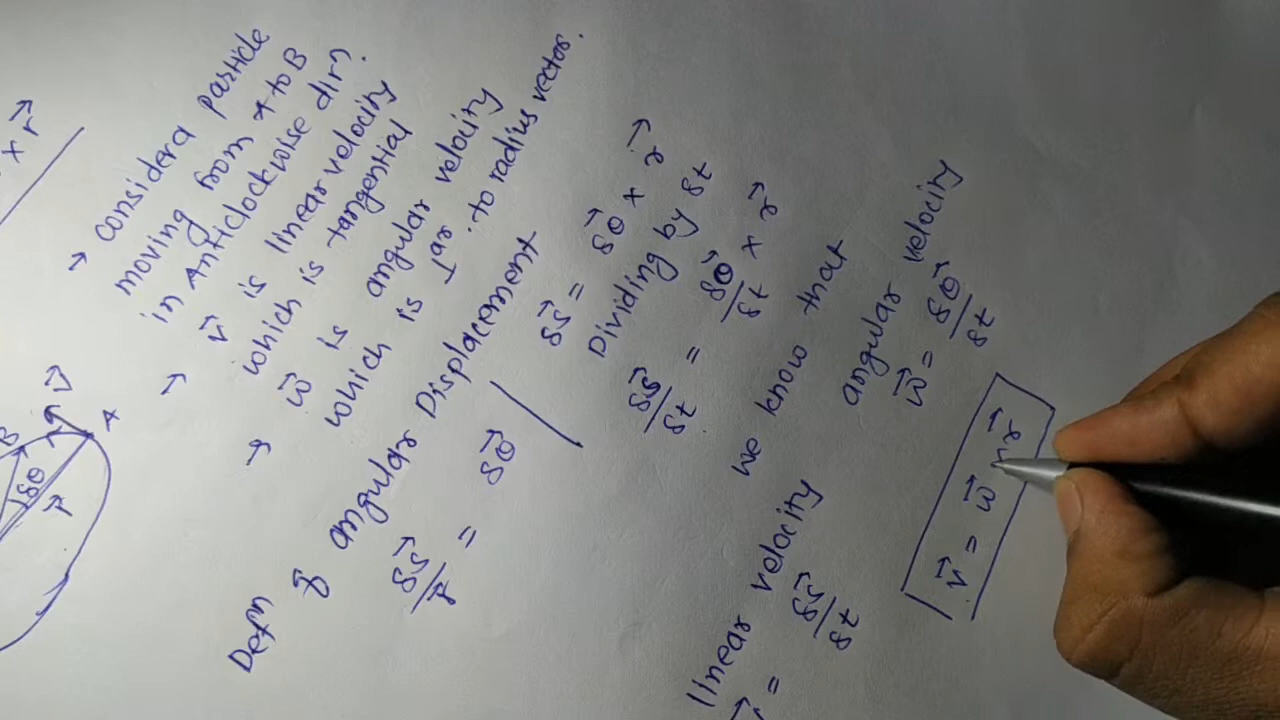 × r⃗
B
δθ
r⃗
v⃗
A
→ considera particle
moving from A to B
in Anticlockwise dirn.
→ v⃗ is linear velocity
which is tangential
→ w⃗ is angular velocity
which is ⊥ar. to radius vector.
Defn of angular Displacement
δs⃗/r = δθ⃗
δs⃗ = δθ⃗ × r⃗
Dividing by δt
δs⃗/δt = δθ⃗/δt × r⃗
we know that
linear velocity
v⃗ = δs⃗/δt
angular velocity
w⃗ = δθ⃗/δt
v⃗ = w⃗ r⃗